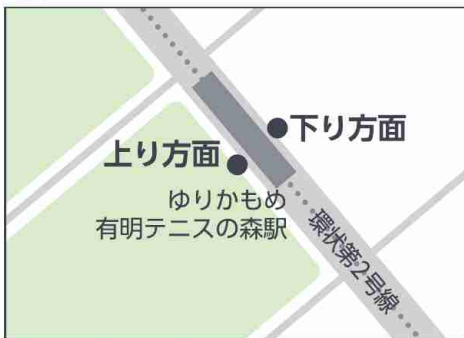 下り方面
上り方面
ゆりかもめ
有明テニスの森駅
環状第2号線